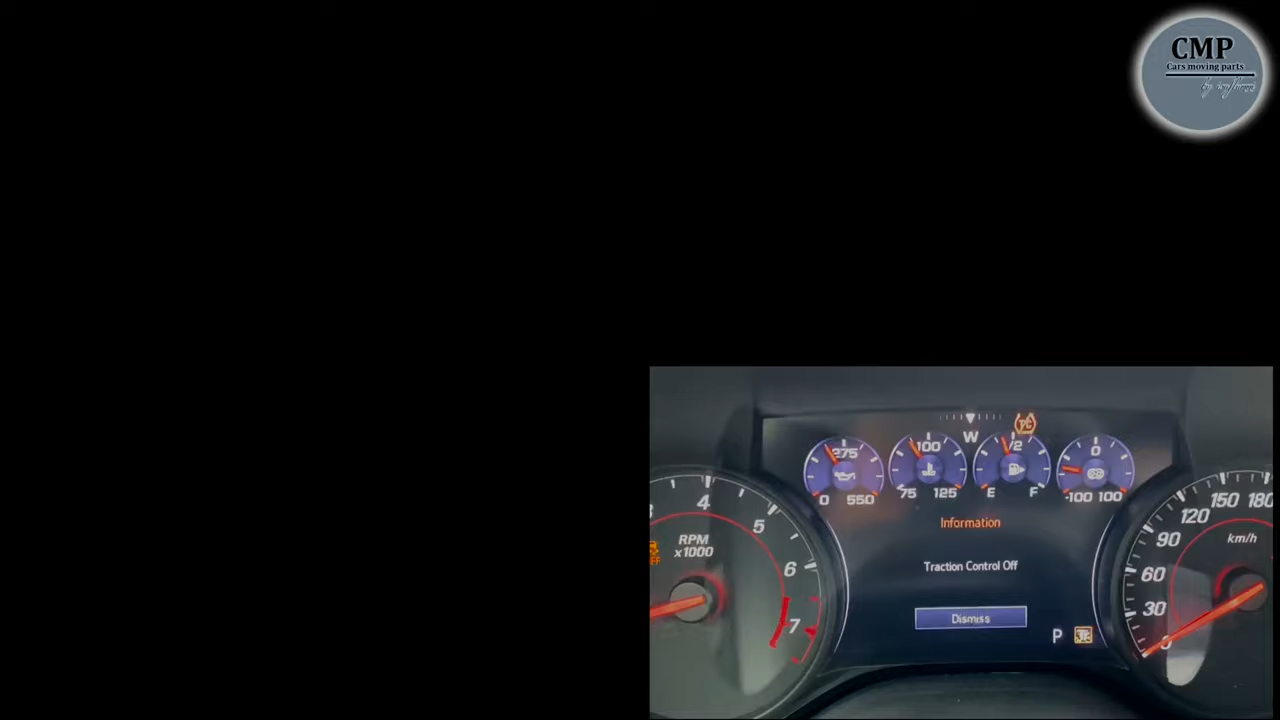 CMP
Cars moving parts
W
T/C
275
0 550
100
75 125
1/2
E F
0
-100 100
Information
Traction Control Off
Dismiss
P
4
5
6
7
RPM
x1000
0
30
60
90
120
150
180
km/h